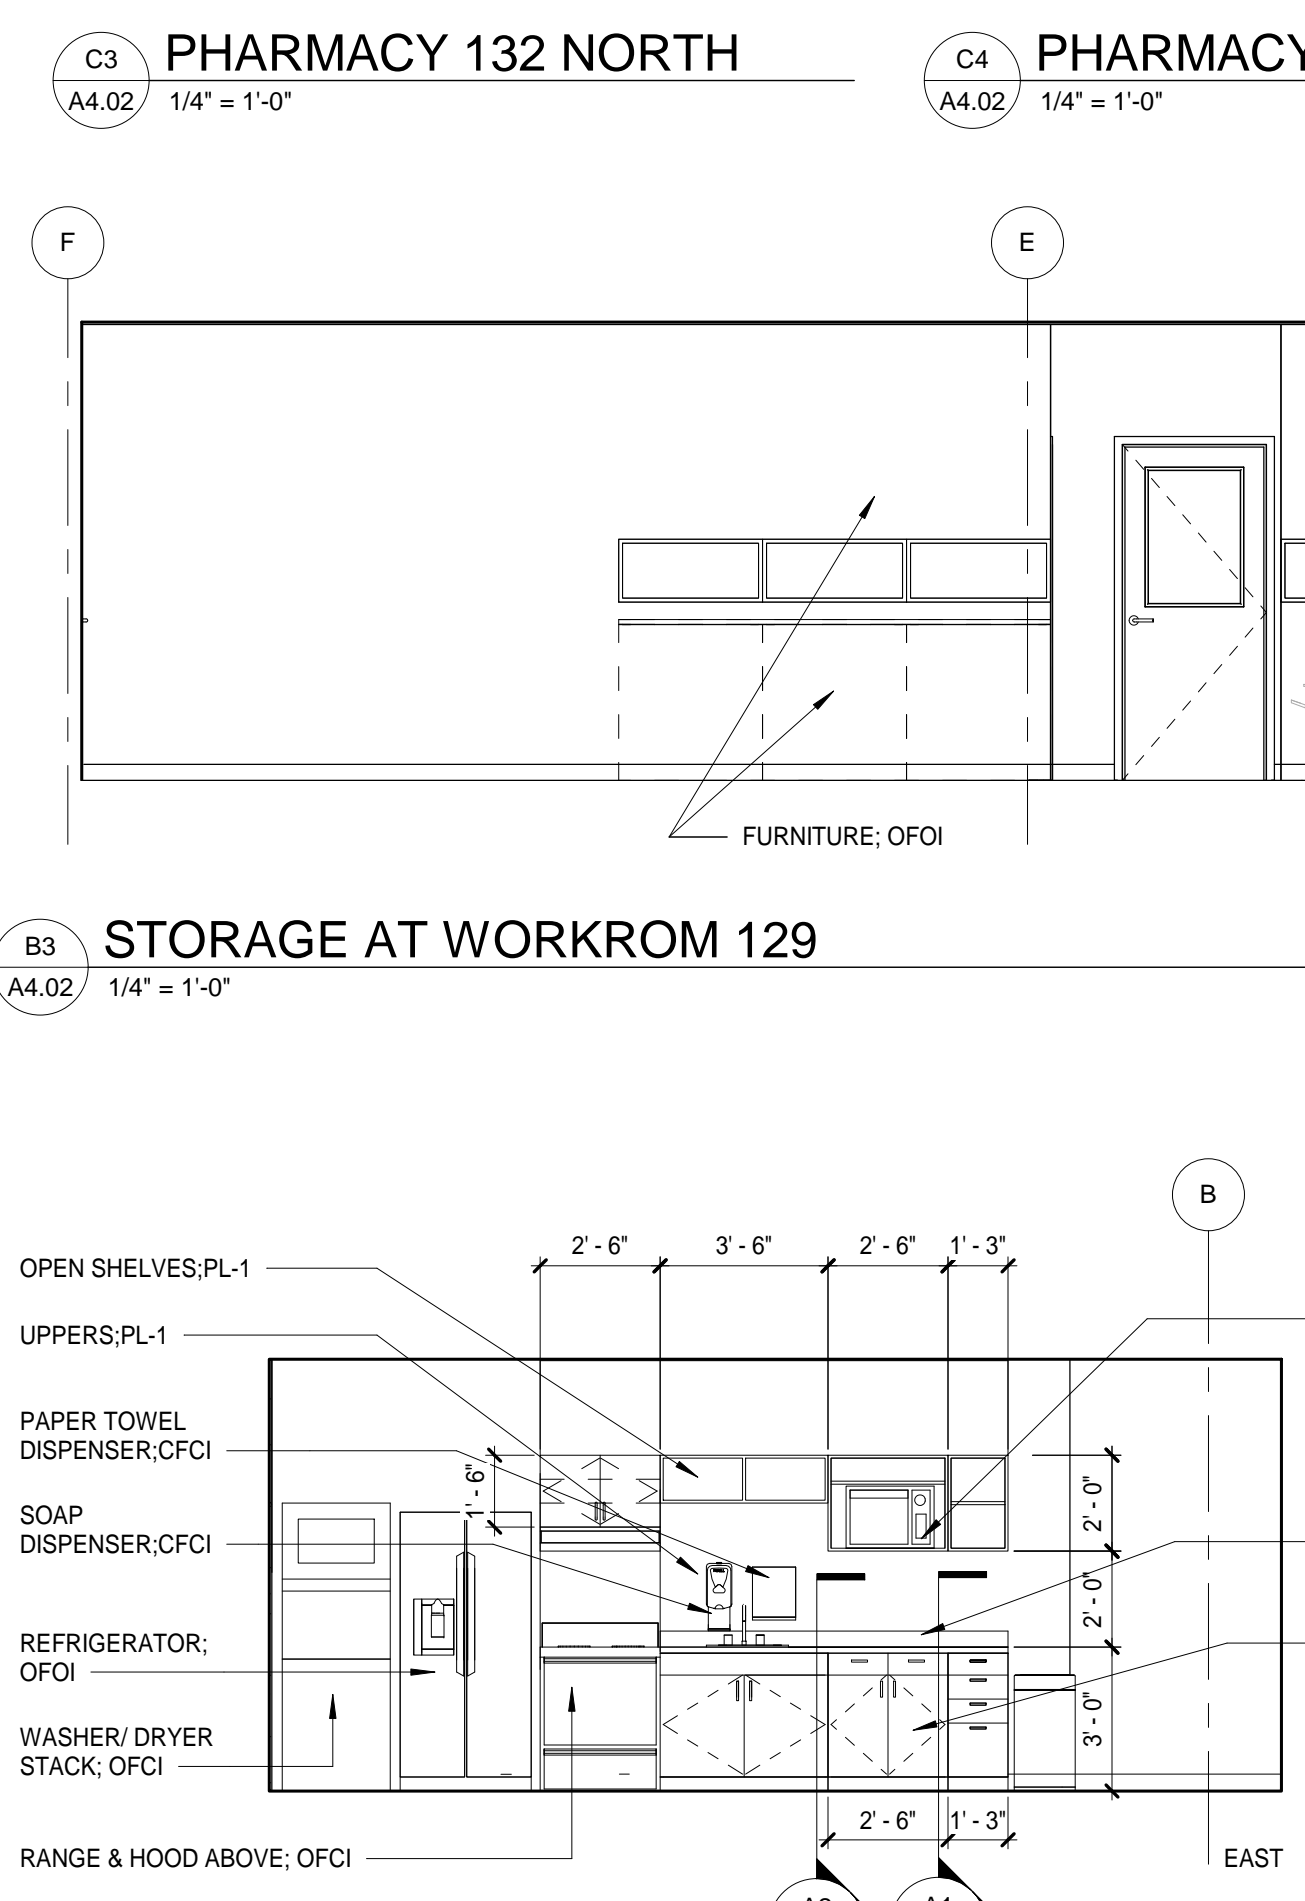 C3
PHARMACY 132 NORTH
A4.02
1/4" = 1'-0"
C4
PHARMACY
A4.02
1/4" = 1'-0"
F
E
FURNITURE; OFOI
B3
STORAGE AT WORKROM 129
A4.02
1/4" = 1'-0"
B
2' - 6"
3' - 6"
2' - 6"
1' - 3"
OPEN SHELVES;PL-1
UPPERS;PL-1
PAPER TOWEL
DISPENSER;CFCI
1' - 6"
2' - 0"
SOAP
DISPENSER;CFCI
2' - 0"
REFRIGERATOR;
OFOI
3' - 0"
WASHER/ DRYER
STACK; OFCI
2' - 6"
1' - 3"
RANGE & HOOD ABOVE; OFCI
EAST